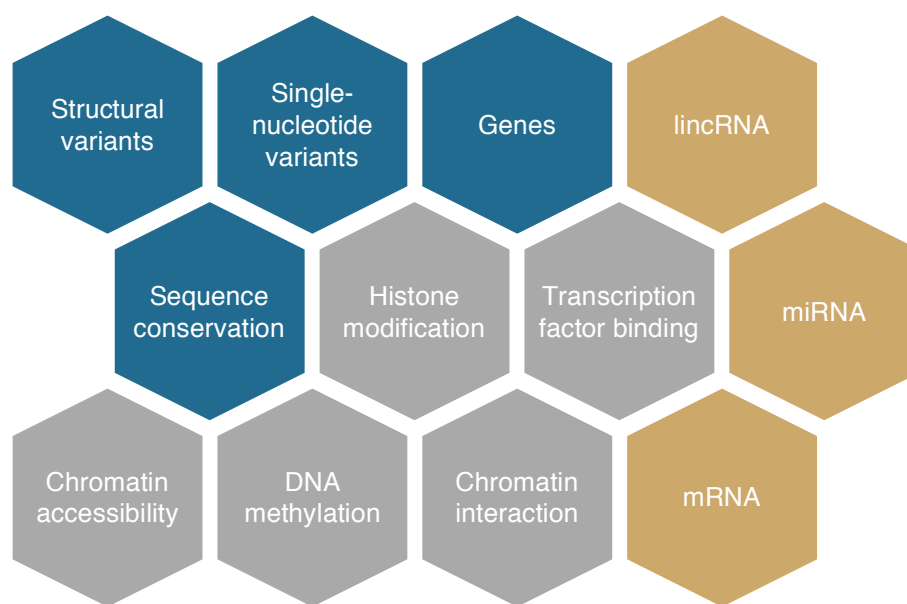 Structural
variants
Single-
nucleotide
variants
Genes
lincRNA
Sequence
conservation
Histone
modification
Transcription
factor binding
miRNA
Chromatin
accessibility
DNA
methylation
Chromatin
interaction
mRNA